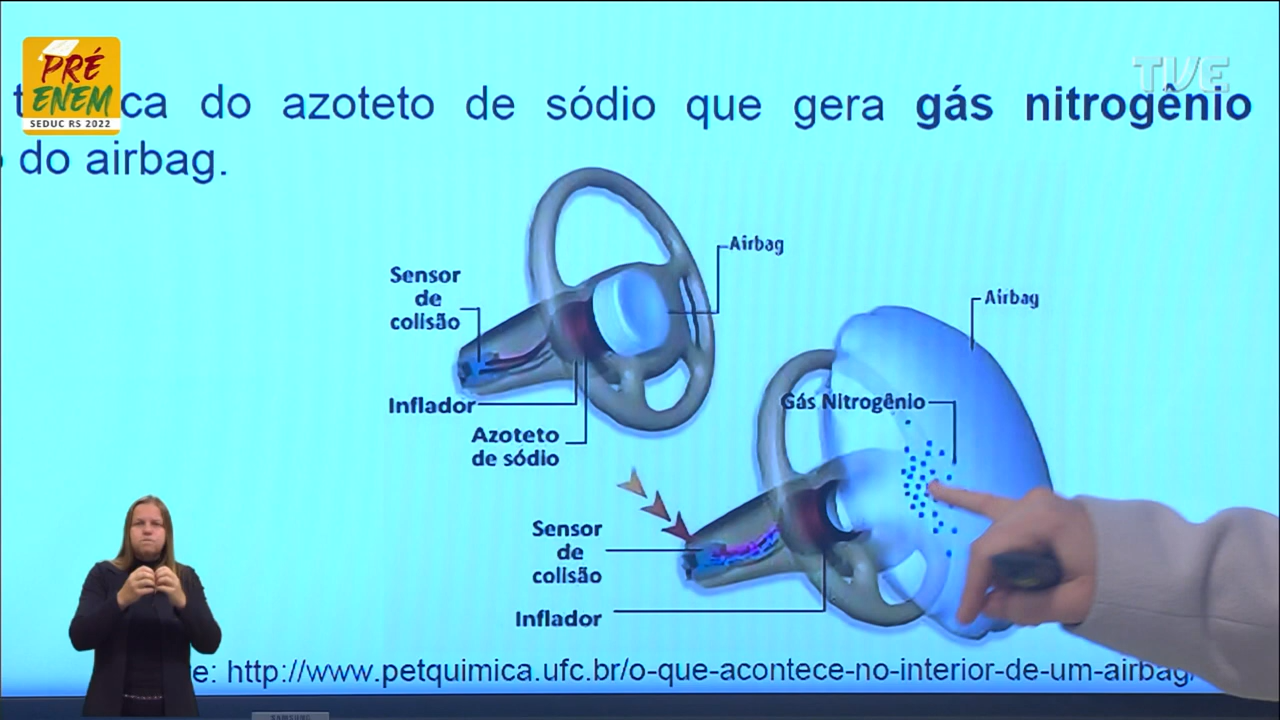 PRÉ
ENEM
SEDUC RS 2022
TVE
ca do azoteto de sódio que gera gás nitrogênio
do airbag.
Airbag
Sensor
de
colisão
Airbag
Gás Nitrogênio
Inflador
Azoteto
de sódio
Sensor
de
colisão
Inflador
e: http://www.petquimica.ufc.br/o-que-acontece-no-interior-de-um-airbag/
SAMSUNG